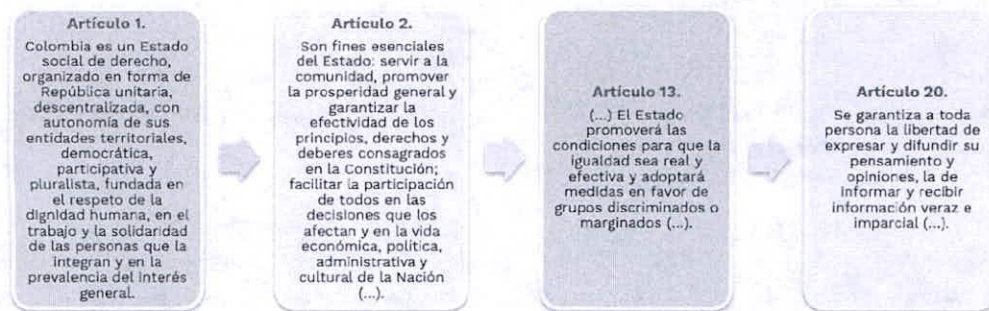 Artículo 1.
Colombia es un Estado
social de derecho,
organizado en forma de
República unitaria,
descentralizada, con
autonomía de sus
entidades territoriales,
democrática,
participativa y
pluralista, fundada en
el respeto de la
dignidad humana, en el
trabajo y la solidaridad
de las personas que la
integran y en la
prevalencia del interés
general.
Artículo 2.
Son fines esenciales
del Estado: servir a la
comunidad, promover
la prosperidad general y
garantizar la
efectividad de los
principios, derechos y
deberes consagrados
en la Constitución;
facilitar la participación
de todos en las
decisiones que los
afectan y en la vida
económica, política,
administrativa y
cultural de la Nación
(...).
Artículo 13.
(...) El Estado
promoverá las
condiciones para que la
igualdad sea real y
efectiva y adoptará
medidas en favor de
grupos discriminados o
marginados (...).
Artículo 20.
Se garantiza a toda
persona la libertad de
expresar y difundir su
pensamiento y
opiniones, la de
informar y recibir
información veraz e
imparcial (...).